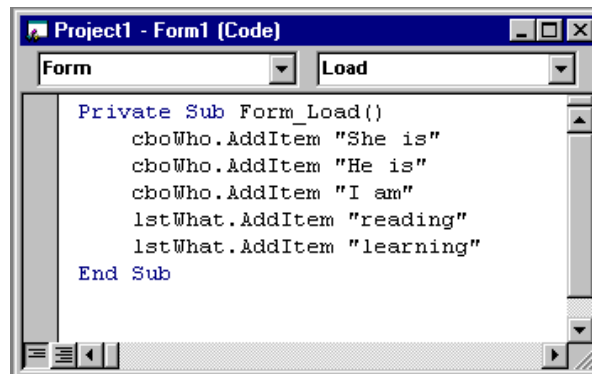 Project1 - Form1 (Code)
Form Load
Private Sub Form_Load()
cboWho.AddItem "She is"
cboWho.AddItem "He is"
cboWho.AddItem "I am"
lstWhat.AddItem "reading"
lstWhat.AddItem "learning"
End Sub